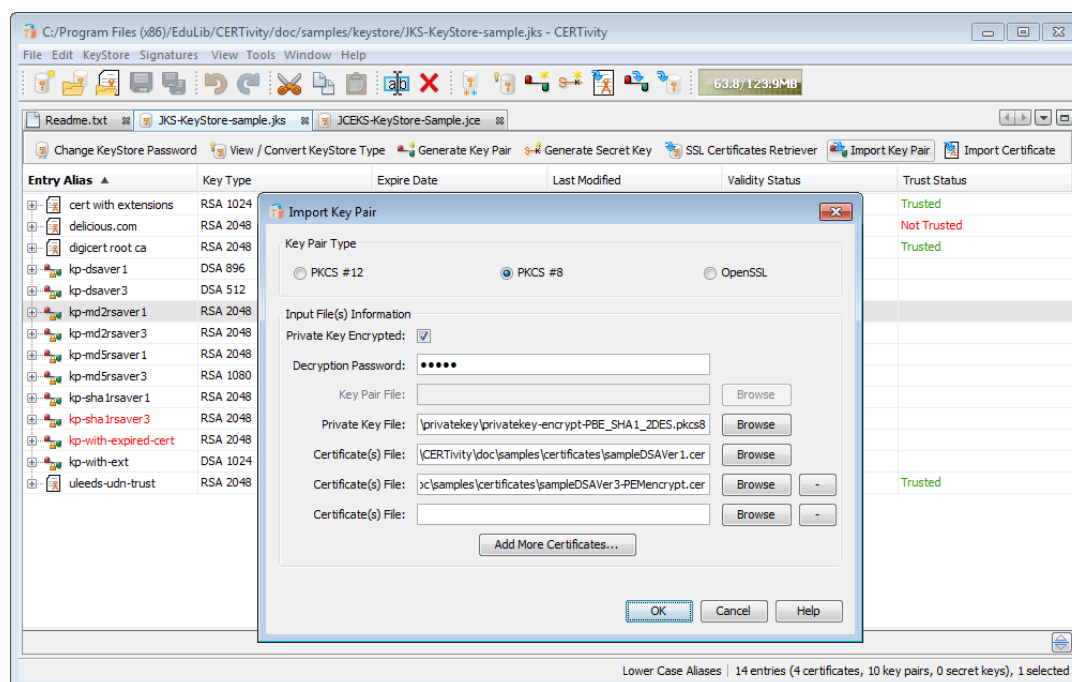 C:/Program Files (x86)/EduLib/CERTivity/doc/samples/keystore/JKS-KeyStore-sample.jks - CERTivity
File Edit KeyStore Signatures View Tools Window Help
63.8/123.9MB
Readme.txt JKS-KeyStore-sample.jks JCEKS-KeyStore-Sample.jce
Change KeyStore Password View / Convert KeyStore Type Generate Key Pair Generate Secret Key SSL Certificates Retriever Import Key Pair Import Certificate
Entry Alias Key Type Expire Date Last Modified Validity Status Trust Status
cert with extensions RSA 1024 Trusted
delicious.com RSA 2048 Not Trusted
digicert root ca RSA 2048 Trusted
kp-dsaver1 DSA 896
kp-dsaver3 DSA 512
kp-md2rsaver1 RSA 2048
kp-md2rsaver3 RSA 2048
kp-md5rsaver1 RSA 2048
kp-md5rsaver3 RSA 1080
kp-sha1rsaver1 RSA 2048
kp-sha1rsaver3 RSA 2048
kp-with-expired-cert RSA 2048
kp-with-ext DSA 1024
uleeds-udn-trust RSA 2048 Trusted
Import Key Pair
Key Pair Type
PKCS #12 PKCS #8 OpenSSL
Input File(s) Information
Private Key Encrypted:
Decryption Password: •••••
Key Pair File: Browse
Private Key File: \privatekey\privatekey-encrypt-PBE_SHA1_2DES.pkcs8 Browse
Certificate(s) File: \CERTivity\doc\samples\certificates\sampleDSAVer1.cer Browse
Certificate(s) File: oc\samples\certificates\sampleDSAVer3-PEMencrypt.cer Browse -
Certificate(s) File: Browse -
Add More Certificates...
OK Cancel Help
Lower Case Aliases 14 entries (4 certificates, 10 key pairs, 0 secret keys), 1 selected